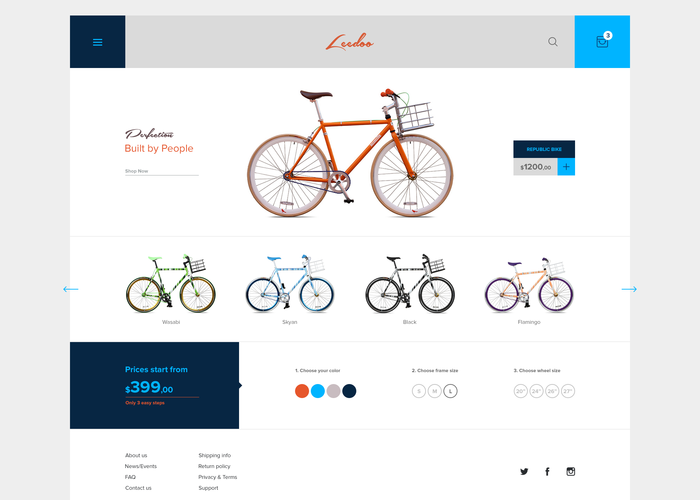 Leedoo
3
Perfection
Built by People
Shop Now
REPUBLIC BIKE
$1200,00
+
Wasabi
Skyan
Black
Flamingo
Prices start from
$399,00
Only 3 easy steps
1. Choose your color
2. Choose frame size
S M L
3. Choose wheel size
20" 24" 26" 27"
About us
News/Events
FAQ
Contact us
Shipping info
Return policy
Privacy & Terms
Support